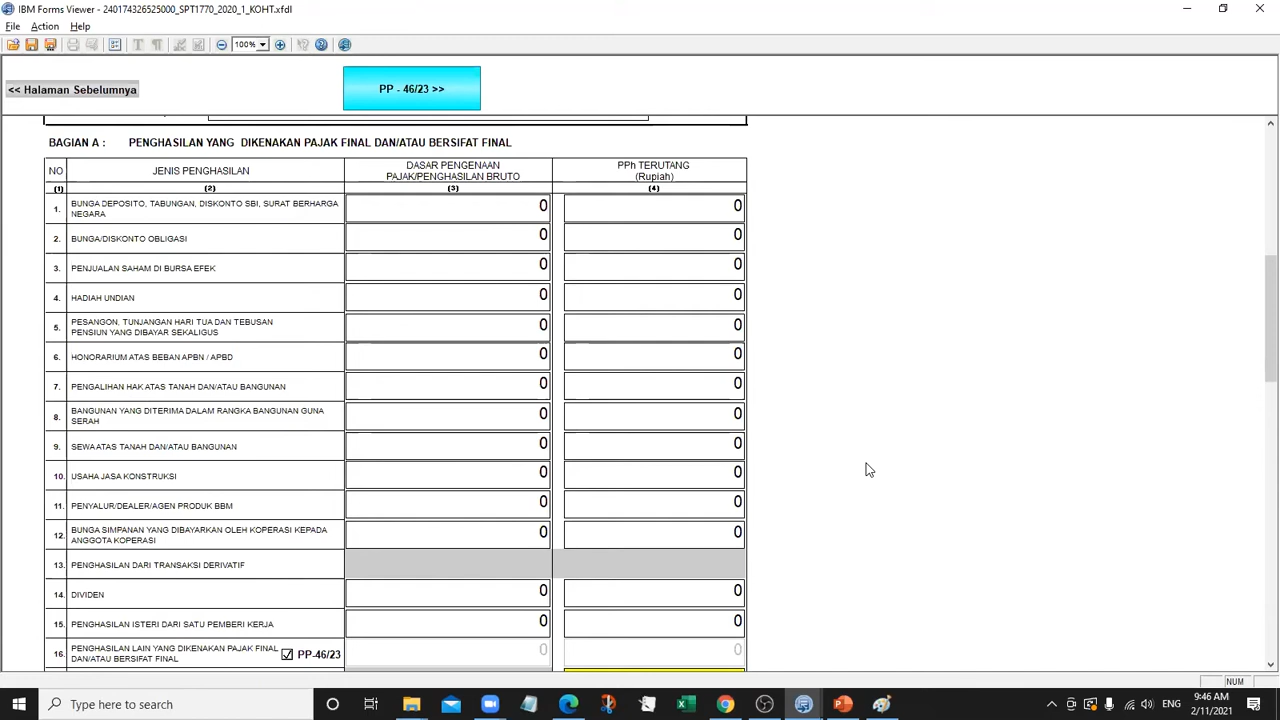 IBM Forms Viewer - 240174326525000_SPT1770_2020_1_KOHT.xfdl
File Action Help
100%
<< Halaman Sebelumnya
PP - 46/23 >>
BAGIAN A : PENGHASILAN YANG DIKENAKAN PAJAK FINAL DAN/ATAU BERSIFAT FINAL
NO JENIS PENGHASILAN DASAR PENGENAAN PAJAK/PENGHASILAN BRUTO PPh TERUTANG (Rupiah)
(1) (2) (3) (4)
1. BUNGA DEPOSITO, TABUNGAN, DISKONTO SBI, SURAT BERHARGA NEGARA 0 0
2. BUNGA/DISKONTO OBLIGASI 0 0
3. PENJUALAN SAHAM DI BURSA EFEK 0 0
4. HADIAH UNDIAN 0 0
5. PESANGON, TUNJANGAN HARI TUA DAN TEBUSAN PENSIUN YANG DIBAYAR SEKALIGUS 0 0
6. HONORARIUM ATAS BEBAN APBN / APBD 0 0
7. PENGALIHAN HAK ATAS TANAH DAN/ATAU BANGUNAN 0 0
8. BANGUNAN YANG DITERIMA DALAM RANGKA BANGUNAN GUNA SERAH 0 0
9. SEWA ATAS TANAH DAN/ATAU BANGUNAN 0 0
10. USAHA JASA KONSTRUKSI 0 0
11. PENYALUR/DEALER/AGEN PRODUK BBM 0 0
12. BUNGA SIMPANAN YANG DIBAYARKAN OLEH KOPERASI KEPADA ANGGOTA KOPERASI 0 0
13. PENGHASILAN DARI TRANSAKSI DERIVATIF
14. DIVIDEN 0 0
15. PENGHASILAN ISTERI DARI SATU PEMBERI KERJA 0 0
16. PENGHASILAN LAIN YANG DIKENAKAN PAJAK FINAL DAN/ATAU BERSIFAT FINAL PP-46/23 0 0
NUM
Type here to search
ENG
9:46 AM
2/11/2021